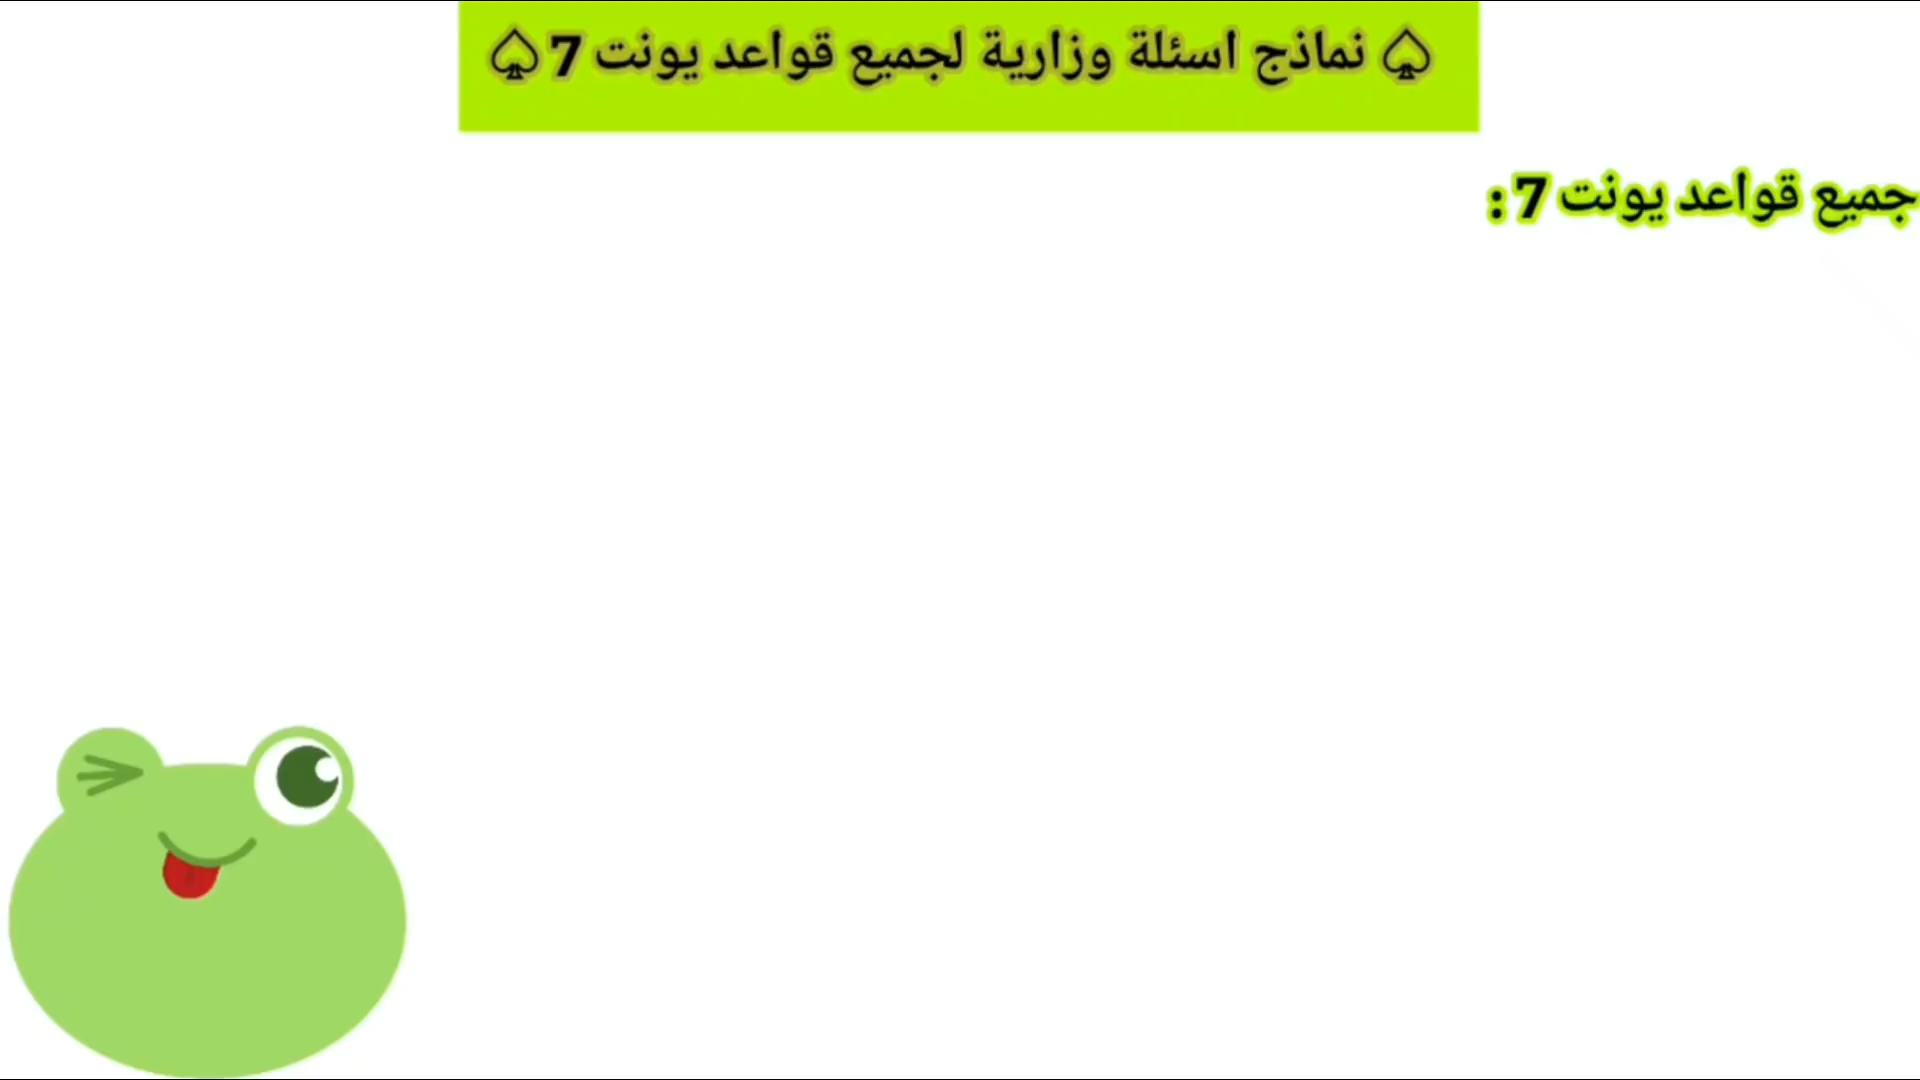 ♤ نماذج اسئلة وزارية لجميع قواعد يونت 7 ♤
جميع قواعد يونت 7 :